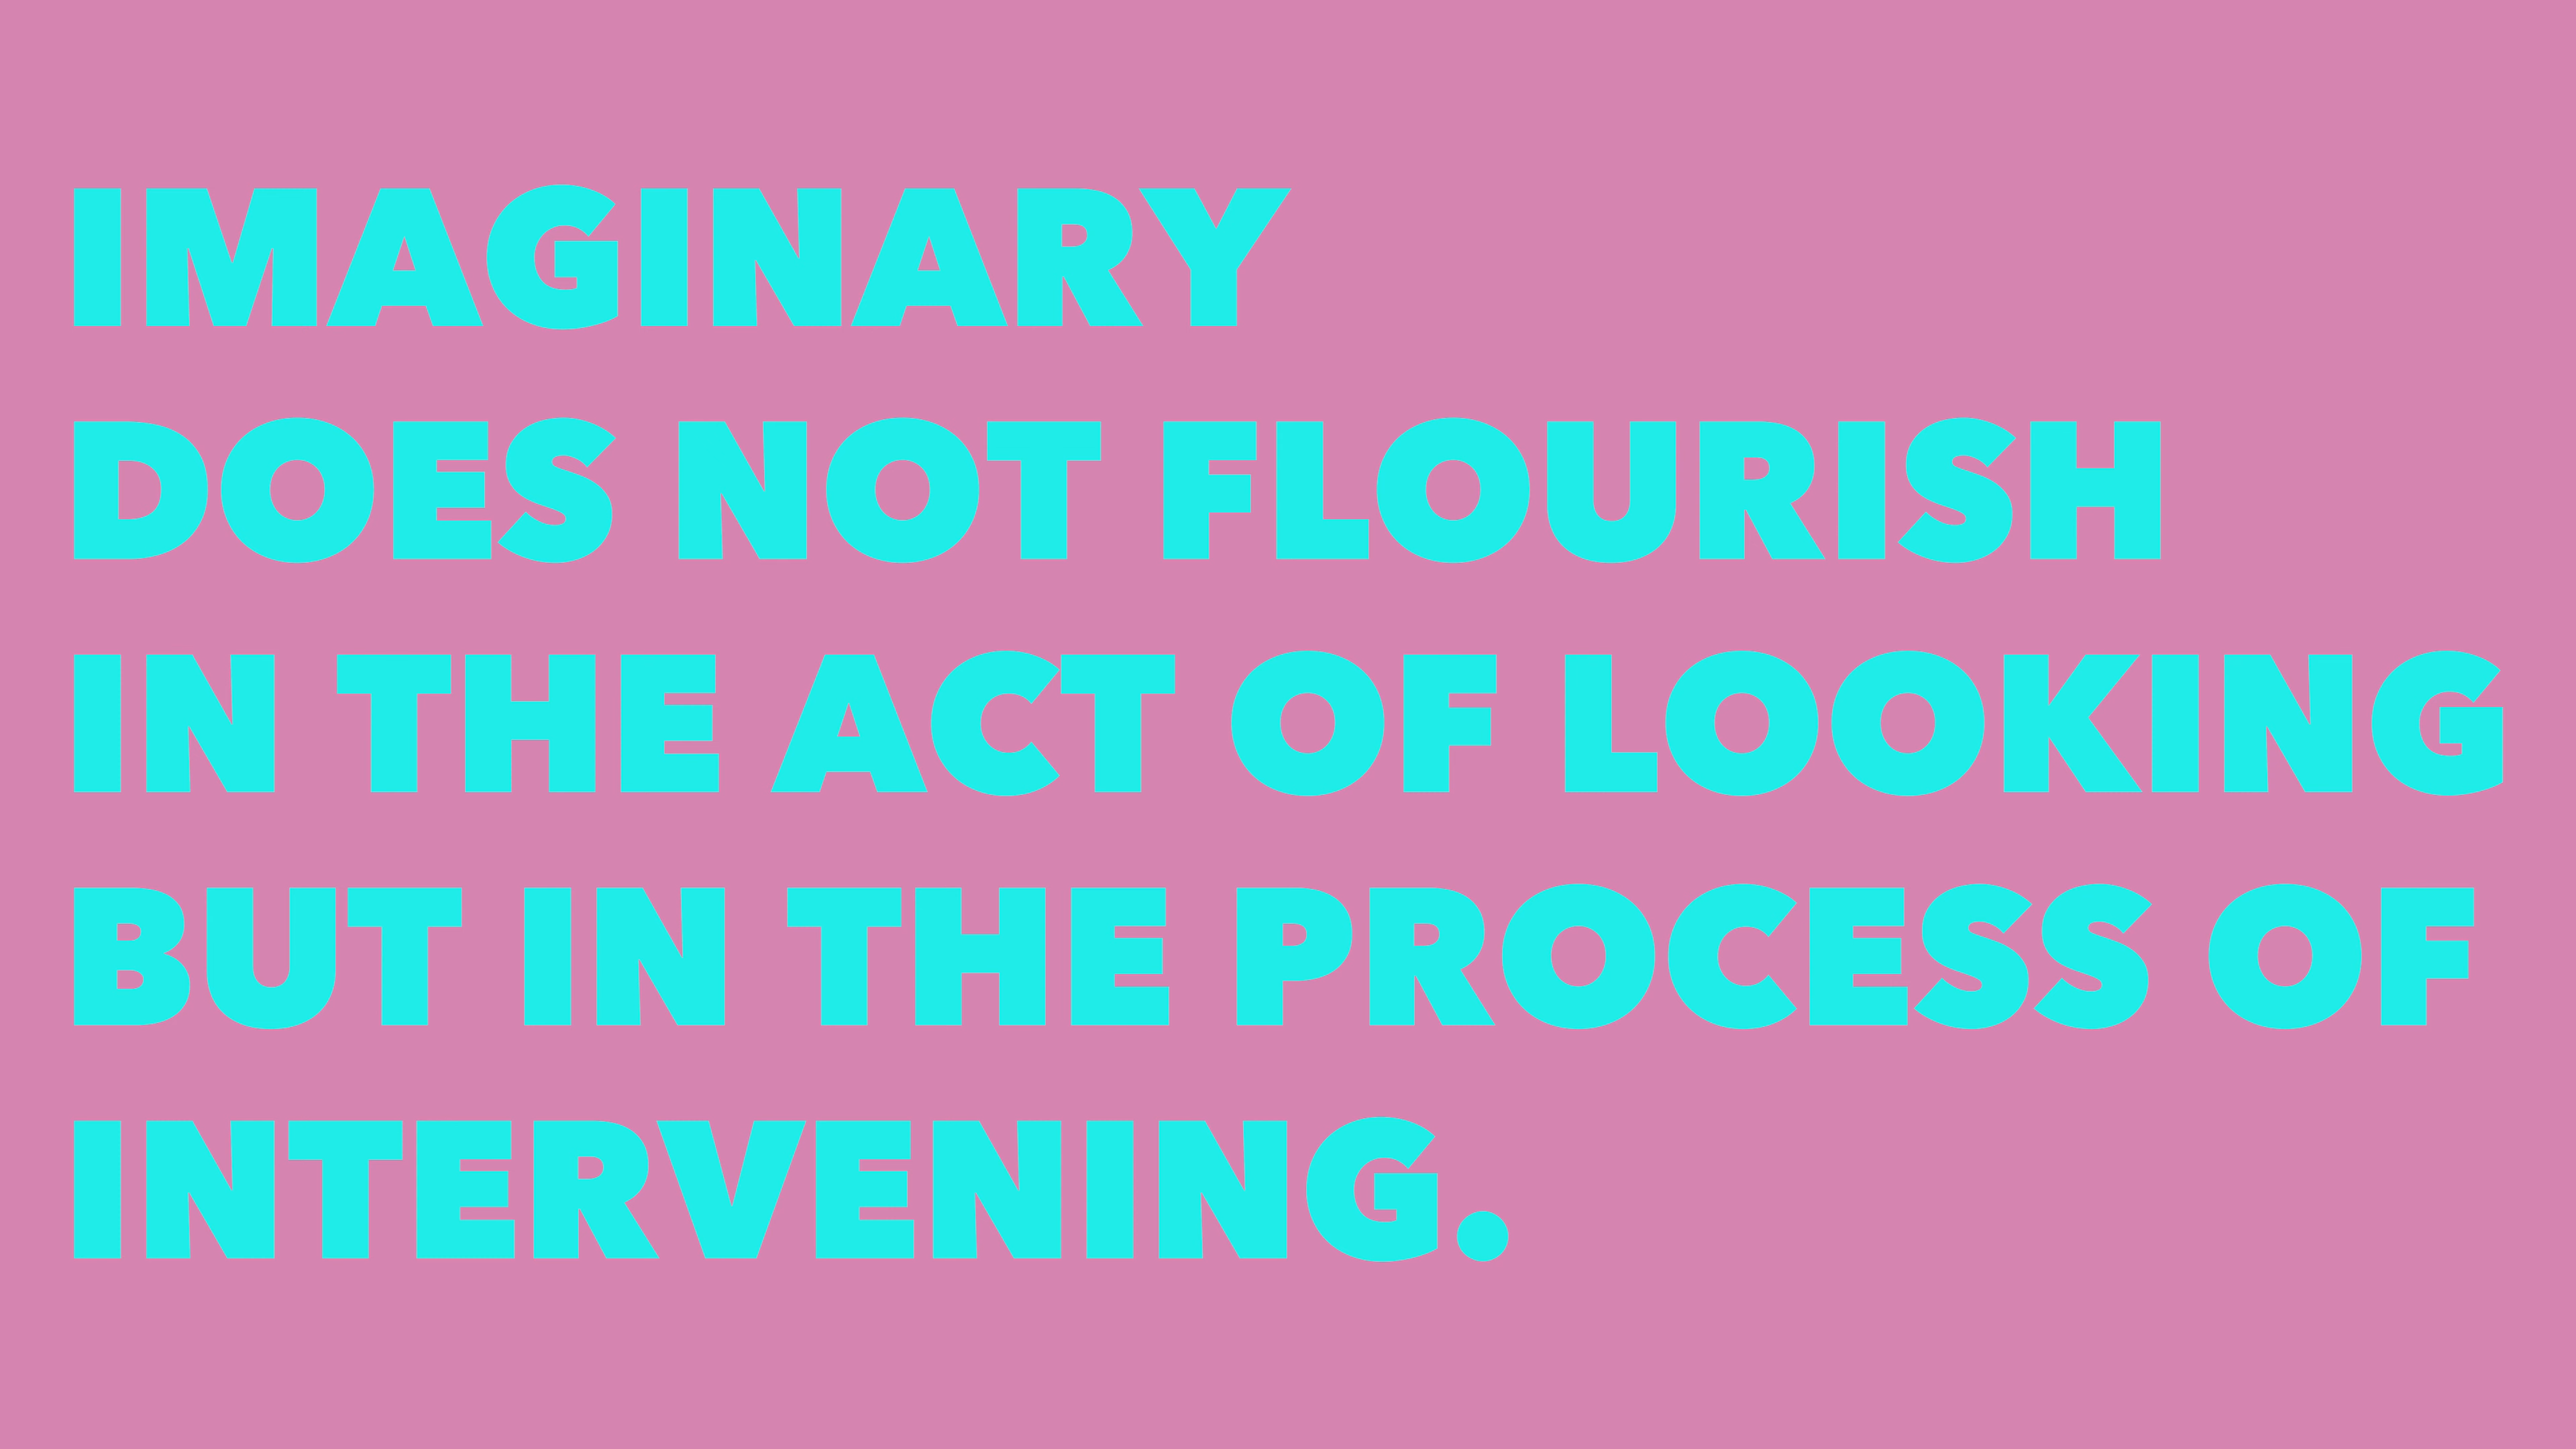 IMAGINARY
DOES NOT FLOURISH
IN THE ACT OF LOOKING
BUT IN THE PROCESS OF
INTERVENING.